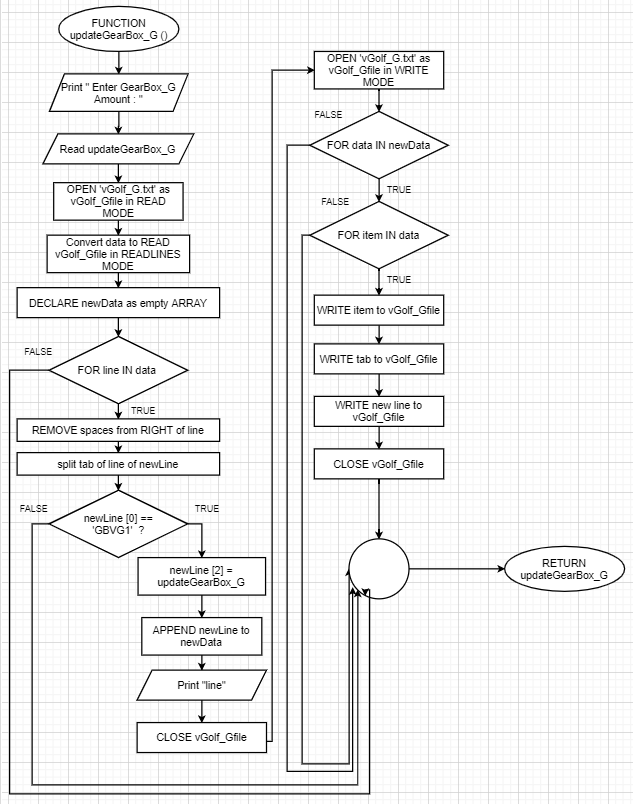 FUNCTION
updateGearBox_G ()
Print " Enter GearBox_G
Amount : "
Read updateGearBox_G
OPEN 'vGolf_G.txt' as
vGolf_Gfile in READ
MODE
Convert data to READ
vGolf_Gfile in READLINES
MODE
DECLARE newData as empty ARRAY
FALSE
FOR line IN data
TRUE
REMOVE spaces from RIGHT of line
split tab of line of newLine
FALSE
TRUE
newLine [0] ==
'GBVG1' ?
newLine [2] =
updateGearBox_G
APPEND newLine to
newData
Print "line"
CLOSE vGolf_Gfile
OPEN 'vGolf_G.txt' as
vGolf_Gfile in WRITE
MODE
FALSE
FOR data IN newData
TRUE
FALSE
FOR item IN data
TRUE
WRITE item to vGolf_Gfile
WRITE tab to vGolf_Gfile
WRITE new line to
vGolf_Gfile
CLOSE vGolf_Gfile
RETURN
updateGearBox_G